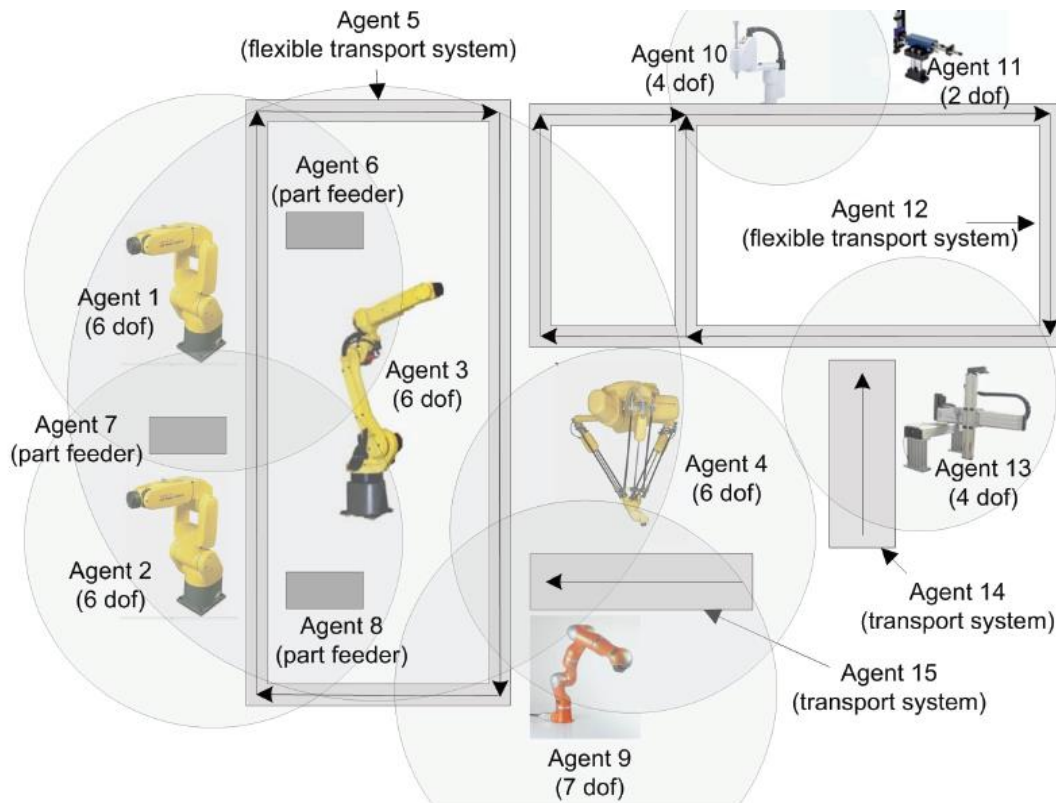 Agent 5
(flexible transport system)
Agent 10
(4 dof)
Agent 11
(2 dof)
Agent 6
(part feeder)
Agent 12
(flexible transport system)
Agent 1
(6 dof)
Agent 3
(6 dof)
Agent 7
(part feeder)
Agent 4
(6 dof)
Agent 13
(4 dof)
Agent 2
(6 dof)
Agent 8
(part feeder)
Agent 14
(transport system)
Agent 15
(transport system)
Agent 9
(7 dof)